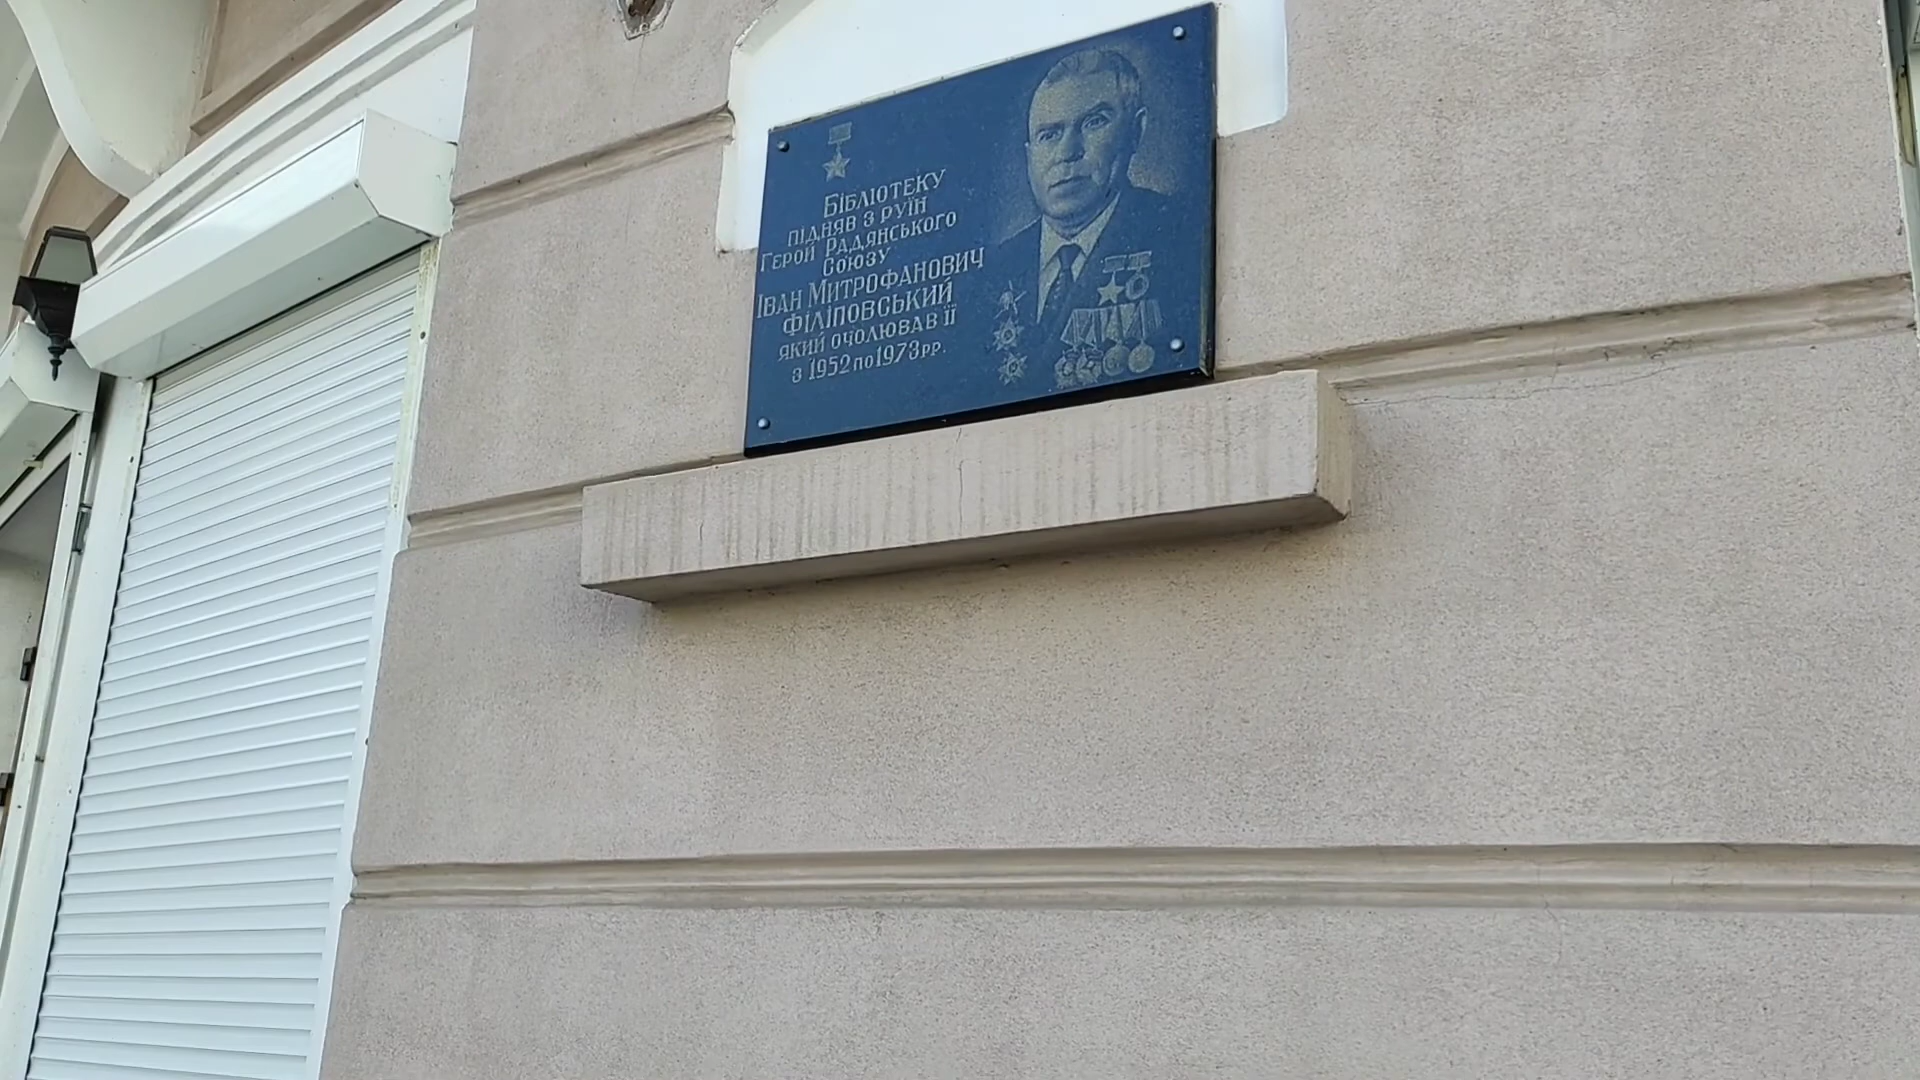 Бібліотеку
підняв з руїн
Герой Радянського
Союзу
Іван Митрофанович
Філіповський
який очолював її
з 1952 по 1973 рр.